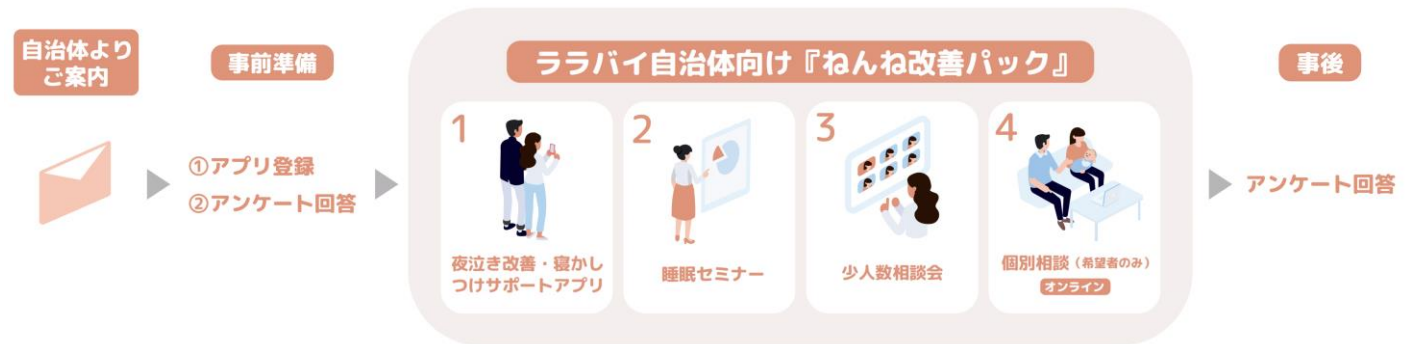 自治体より
ご案内
事前準備
①アプリ登録
②アンケート回答
ララバイ自治体向け『ねんね改善パック』
1
夜泣き改善・寝かし
つけサポートアプリ
2
睡眠セミナー
3
少人数相談会
4
個別相談（希望者のみ）
オンライン
事後
アンケート回答